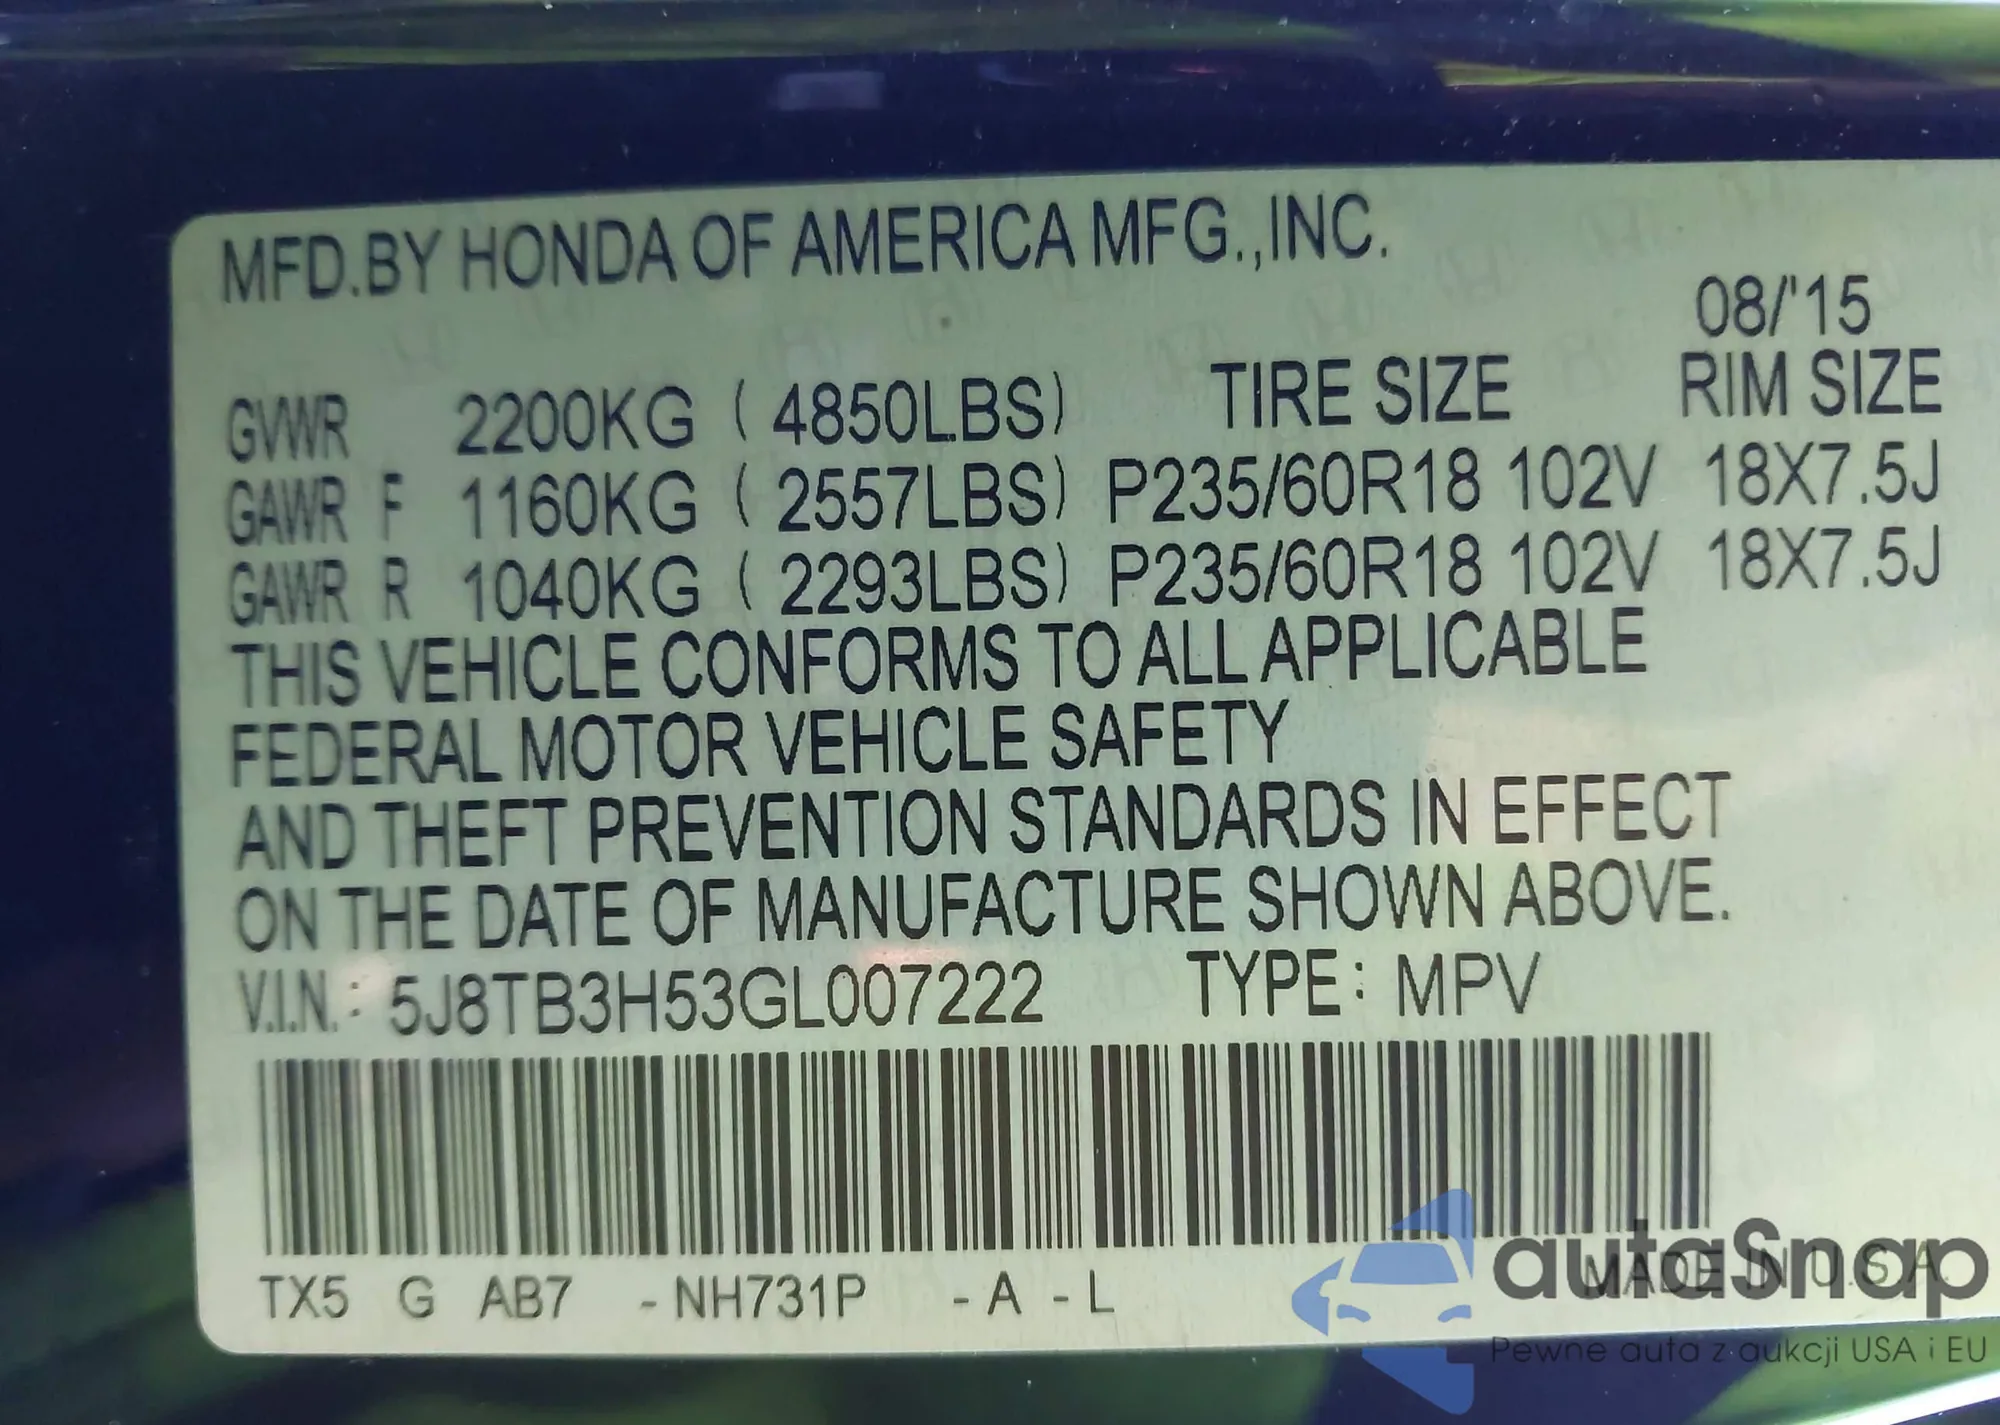 MFD.BY HONDA OF AMERICA MFG.,INC.
08/'15
GVWR 2200KG ( 4850LBS) TIRE SIZE RIM SIZE
GAWR F 1160KG ( 2557LBS) P235/60R18 102V 18X7.5J
GAWR R 1040KG ( 2293LBS) P235/60R18 102V 18X7.5J
THIS VEHICLE CONFORMS TO ALL APPLICABLE
FEDERAL MOTOR VEHICLE SAFETY
AND THEFT PREVENTION STANDARDS IN EFFECT
ON THE DATE OF MANUFACTURE SHOWN ABOVE.
V.I.N.: 5J8TB3H53GL007222 TYPE: MPV
TX5 G AB7 -NH731P -A -L
MADE IN U.S.A.
autaSnap
Pewne auta z aukcji USA i EU